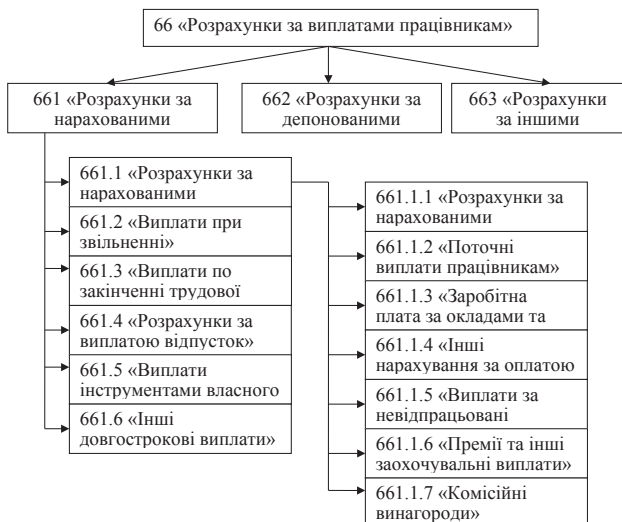 66 «Розрахунки за виплатами працівникам»
661 «Розрахунки за
нарахованими
662 «Розрахунки за
депонованими
663 «Розрахунки
за іншими
661.1 «Розрахунки за
нарахованими
661.2 «Виплати при
звільненні»
661.3 «Виплати по
закінченні трудової
661.4 «Розрахунки за
виплатою відпусток»
661.5 «Виплати
інструментами власного
661.6 «Інші
довгострокові виплати»
661.1.1 «Розрахунки за
нарахованими
661.1.2 «Поточні
виплати працівникам»
661.1.3 «Заробітна
плата за окладами та
661.1.4 «Інші
нарахування за оплатою
661.1.5 «Виплати за
невідпрацьовані
661.1.6 «Премії та інші
заохочувальні виплати»
661.1.7 «Комісійні
винагороди»